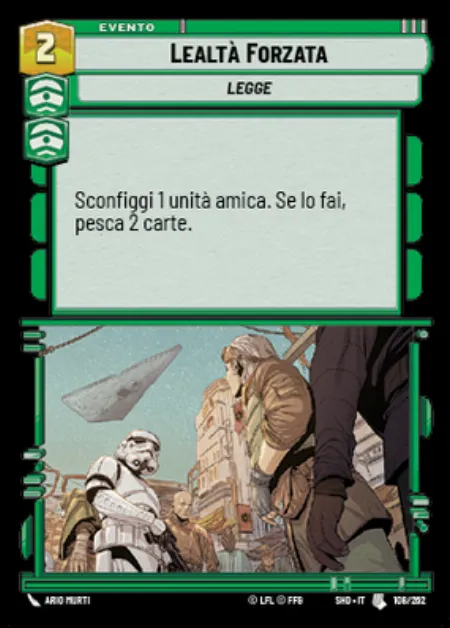 EVENTO
2
LEALTÀ FORZATA
LEGGE
Sconfiggi 1 unità amica. Se lo fai,
pesca 2 carte.
ARIO MURTI
© LFL © FFG
SHD • IT
108/262